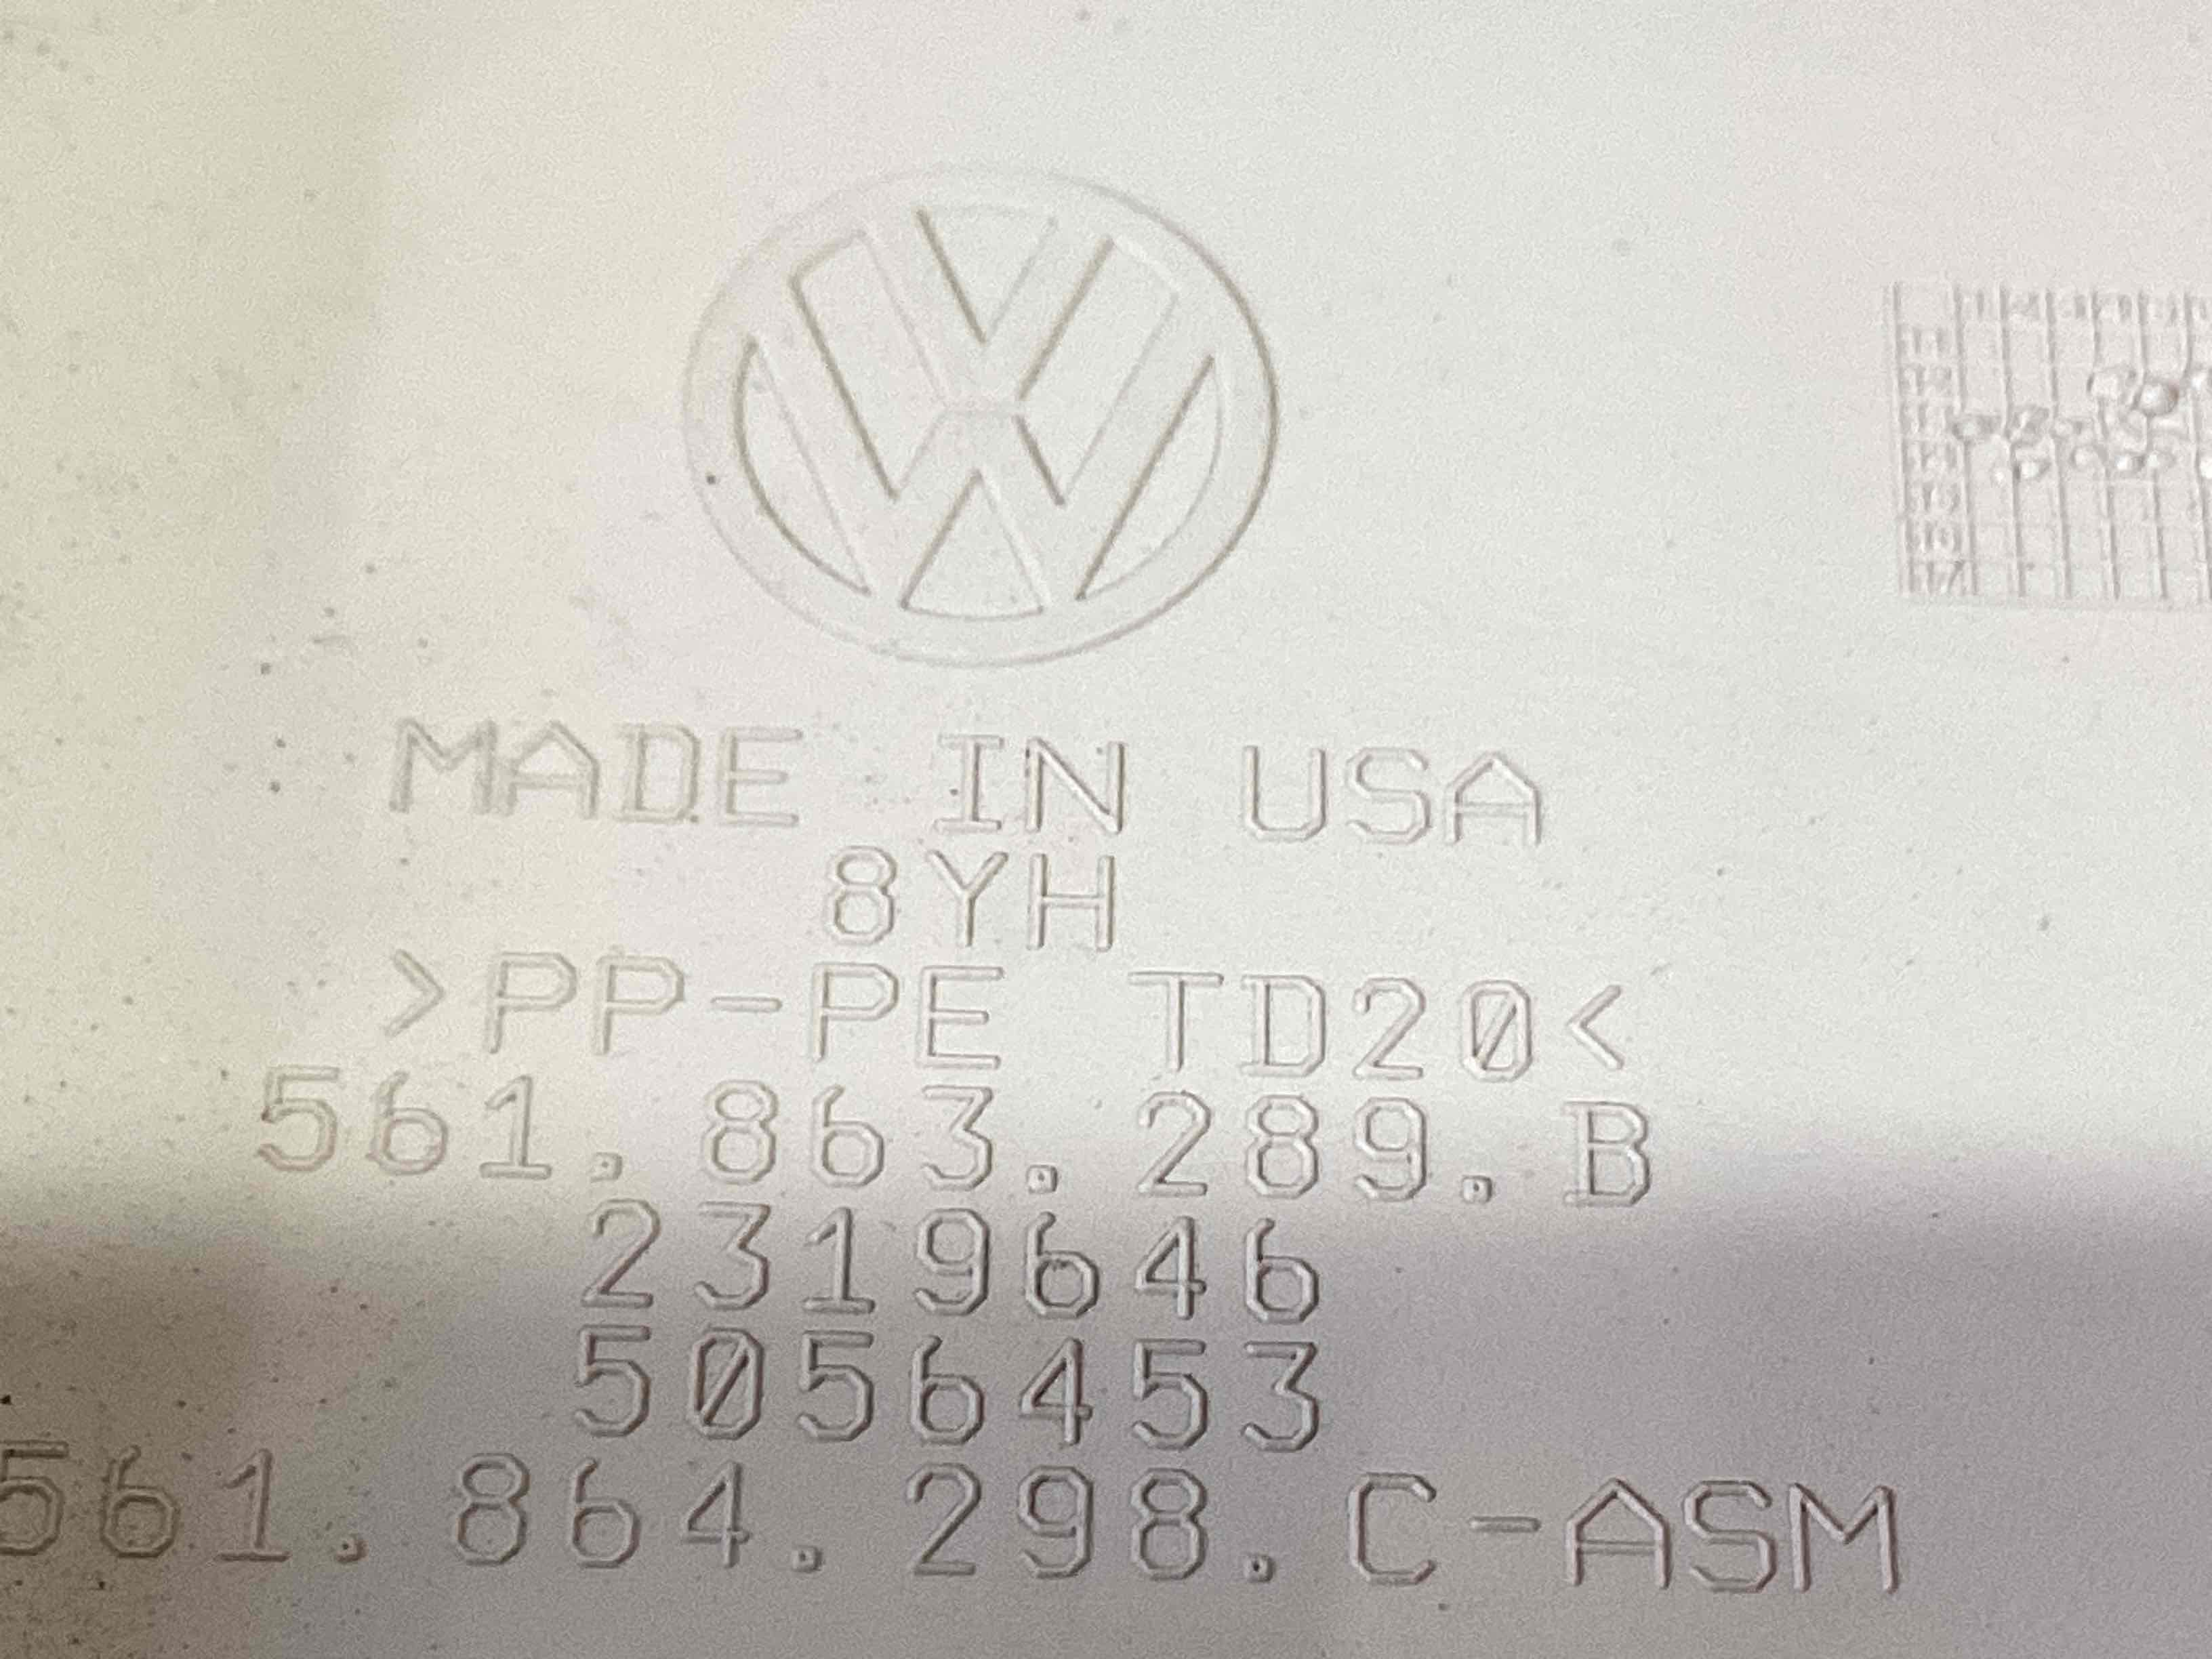 MADE IN USA
8YH
>PP-PE TD20<
561.863.289.B
2319646
5056453
561.864.298.C-ASM